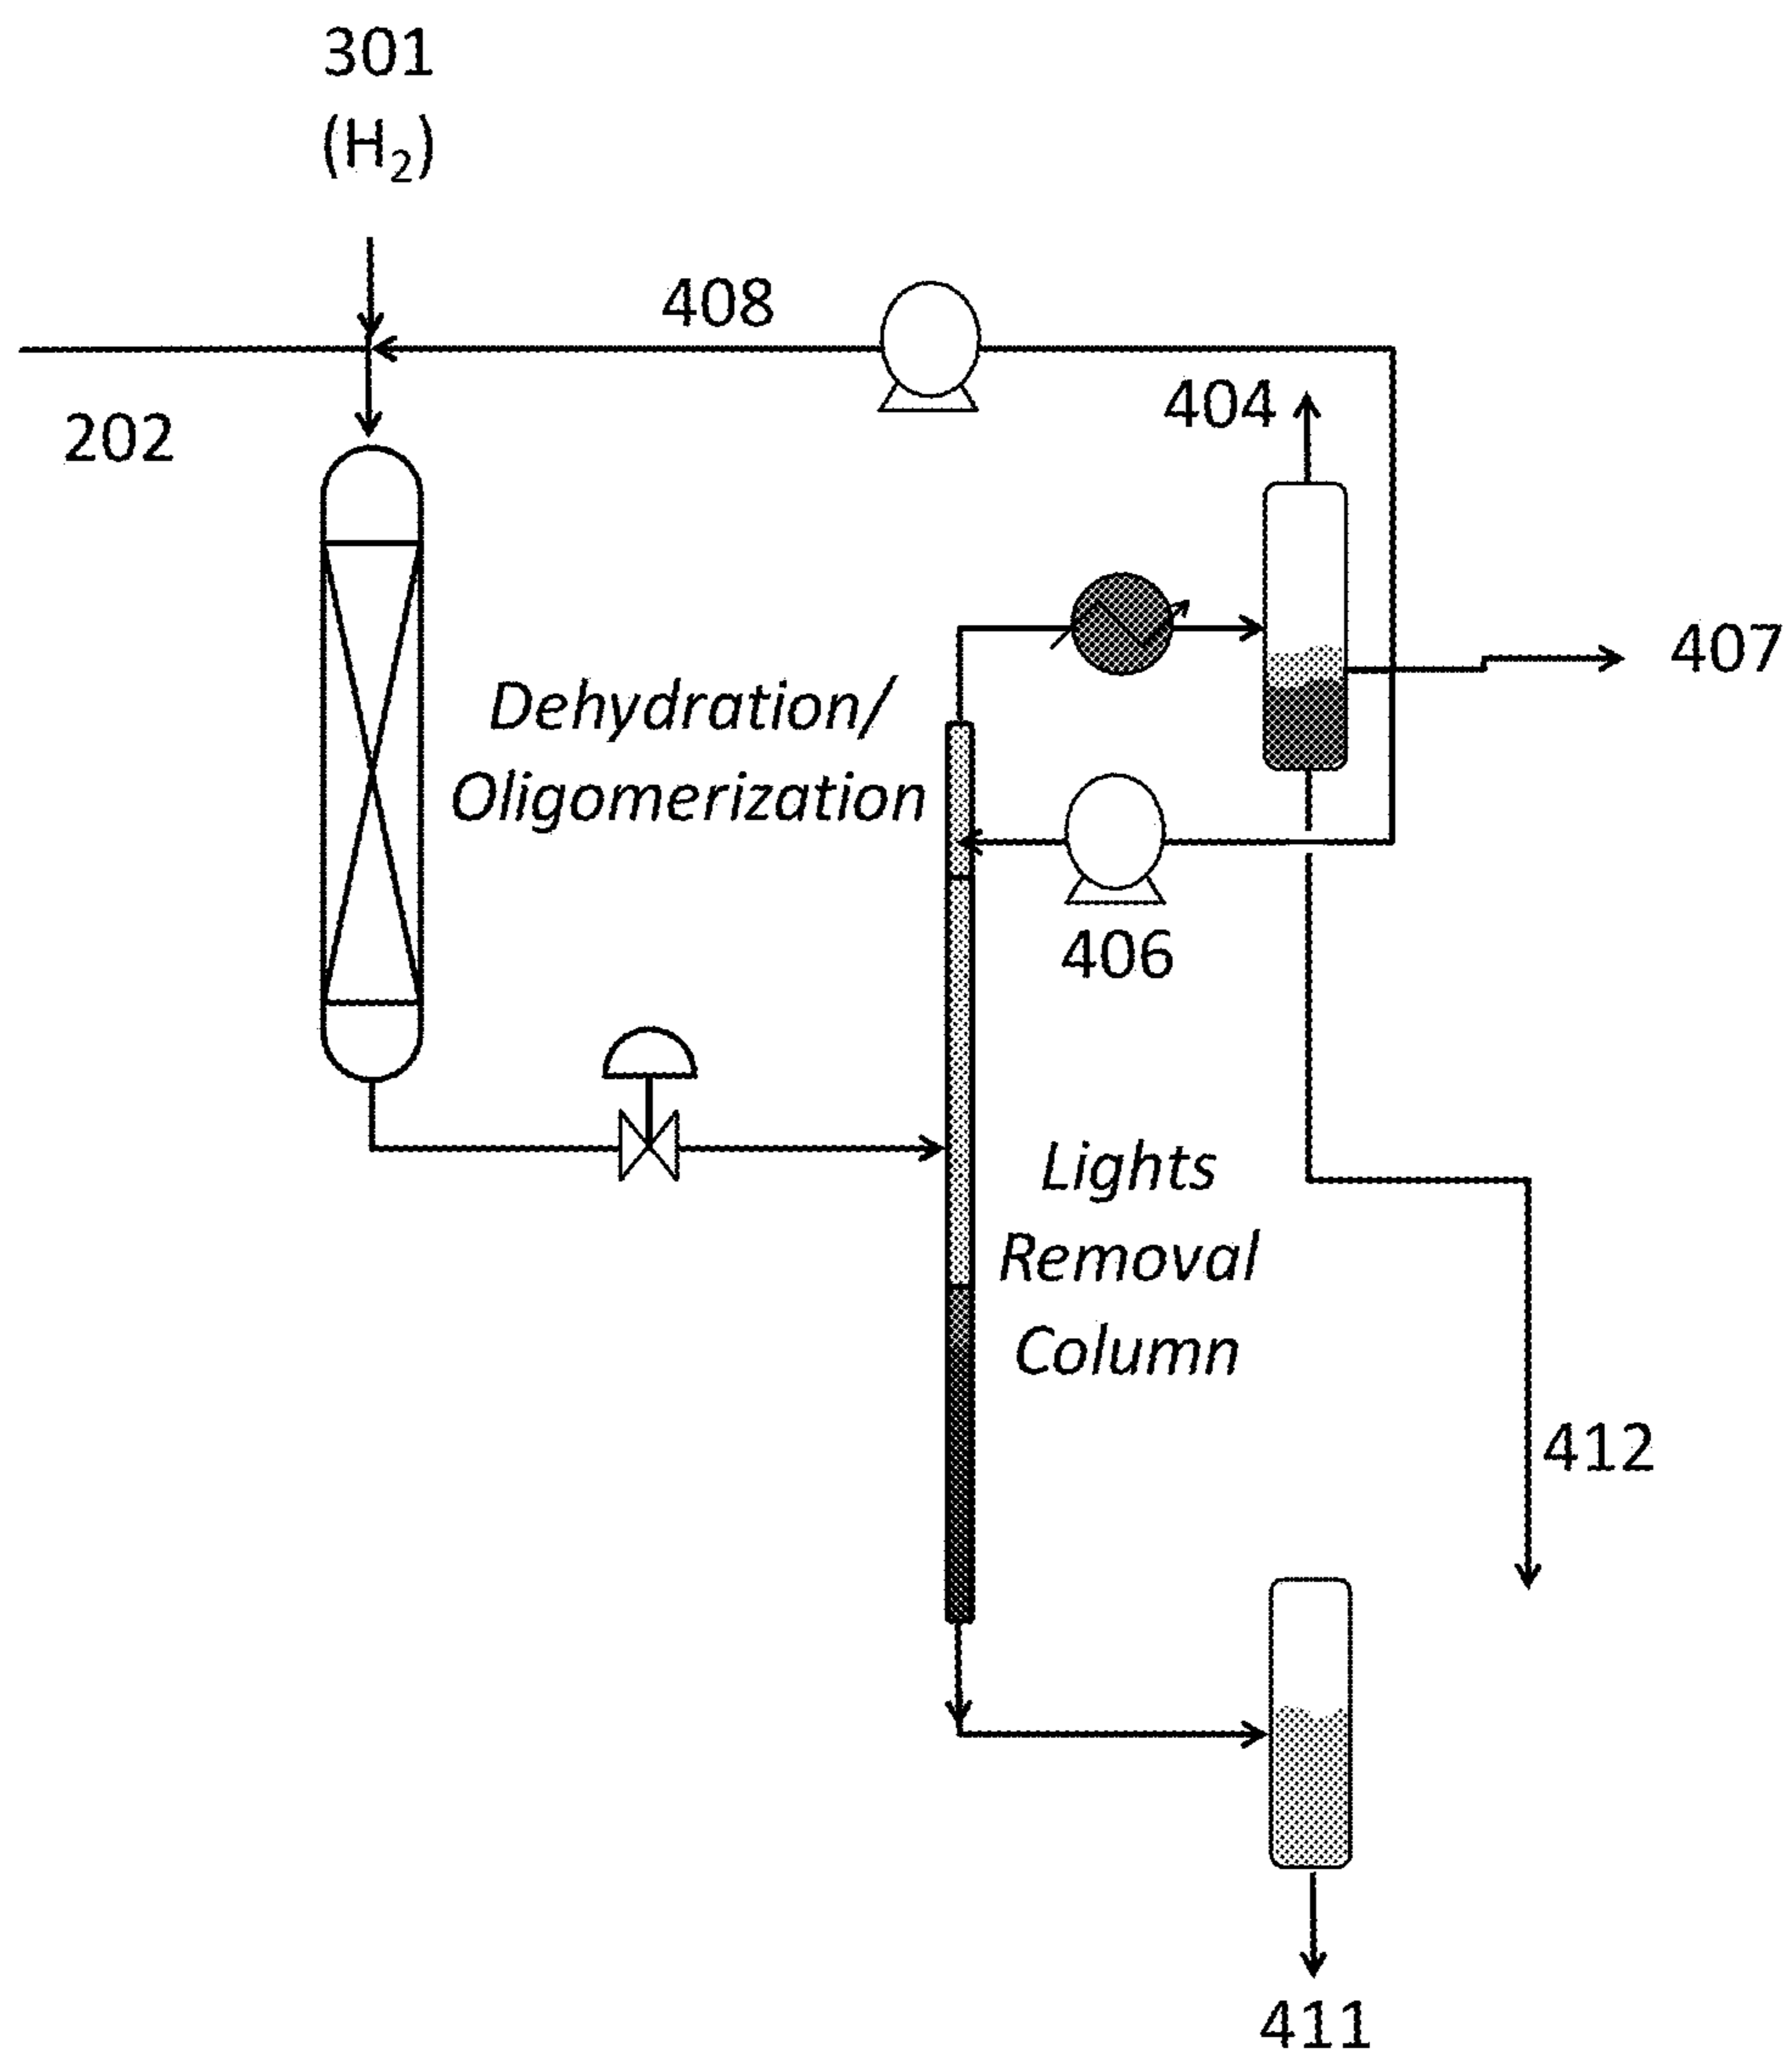 301
(H₂)
408
404
202
407
Dehydration/
Oligomerization
406
Lights
Removal
Column
412
411